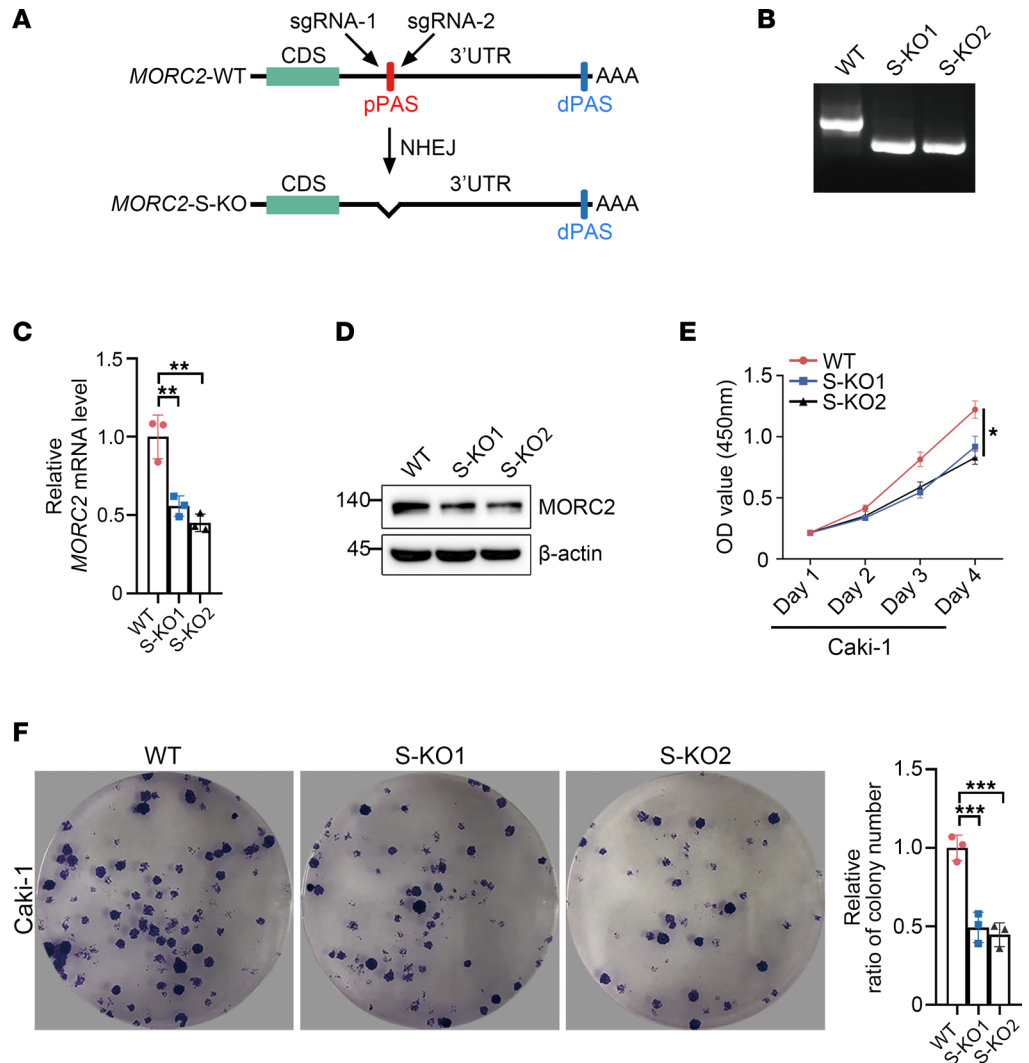 A
sgRNA-1 sgRNA-2
CDS 3'UTR
MORC2-WT AAA
pPAS dPAS
NHEJ
CDS 3'UTR
MORC2-S-KO AAA
dPAS
B
WT S-KO1 S-KO2
C
Relative
MORC2 mRNA level
1.5
1.0
0.5
0
**
**
WT S-KO1 S-KO2
D
WT S-KO1 S-KO2
140 MORC2
45 β-actin
E
OD value (450nm)
1.5
1.0
0.5
0
WT
S-KO1
S-KO2
*
Day 1 Day 2 Day 3 Day 4
Caki-1
F
WT S-KO1 S-KO2
Caki-1
Relative
ratio of colony number
1.5
1.0
0.5
0
***
***
WT S-KO1 S-KO2